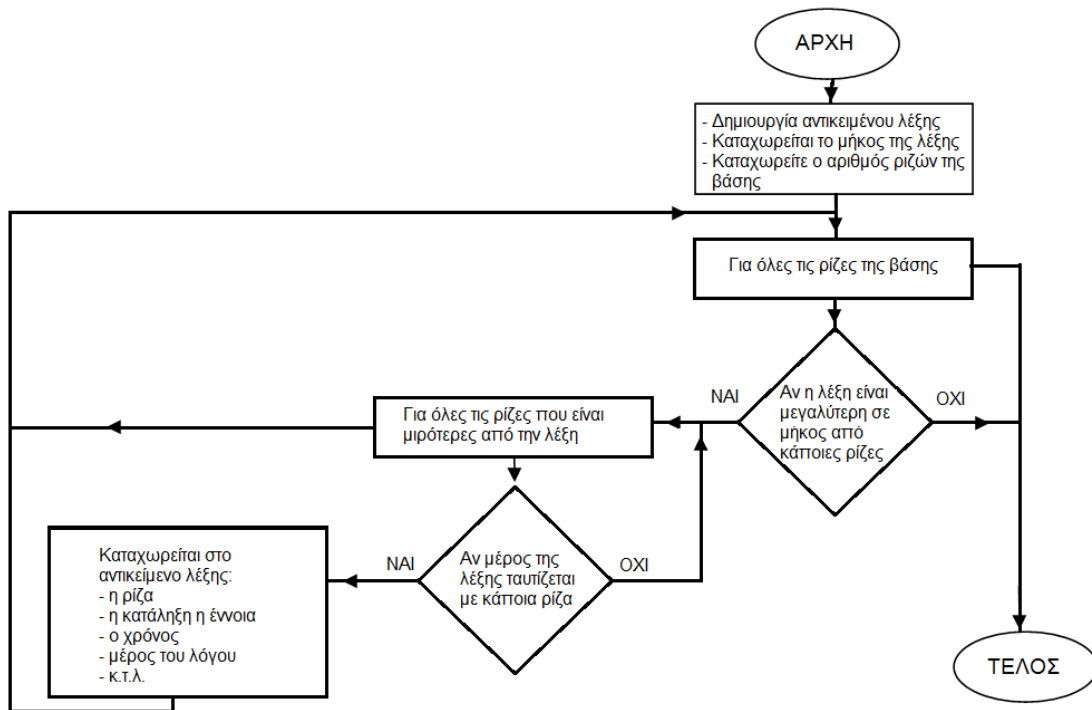 ΑΡΧΗ
- Δημιουργία αντικειμένου λέξης
- Καταχωρείται το μήκος της λέξης
- Καταχωρείτε ο αριθμός ριζών της
βάσης
Για όλες τις ρίζες της βάσης
Αν η λέξη είναι
μεγαλύτερη σε
μήκος από
κάποιες ρίζες
ΝΑΙ
ΟΧΙ
Για όλες τις ρίζες που είναι
μιρότερες από την λέξη
Αν μέρος της
λέξης ταυτίζεται
με κάποια ρίζα
ΝΑΙ
ΟΧΙ
Καταχωρείται στο
αντικείμενο λέξης:
- η ρίζα
- η κατάληξη η έννοια
- ο χρόνος
- μέρος του λόγου
- κ.τ.λ.
ΤΕΛΟΣ